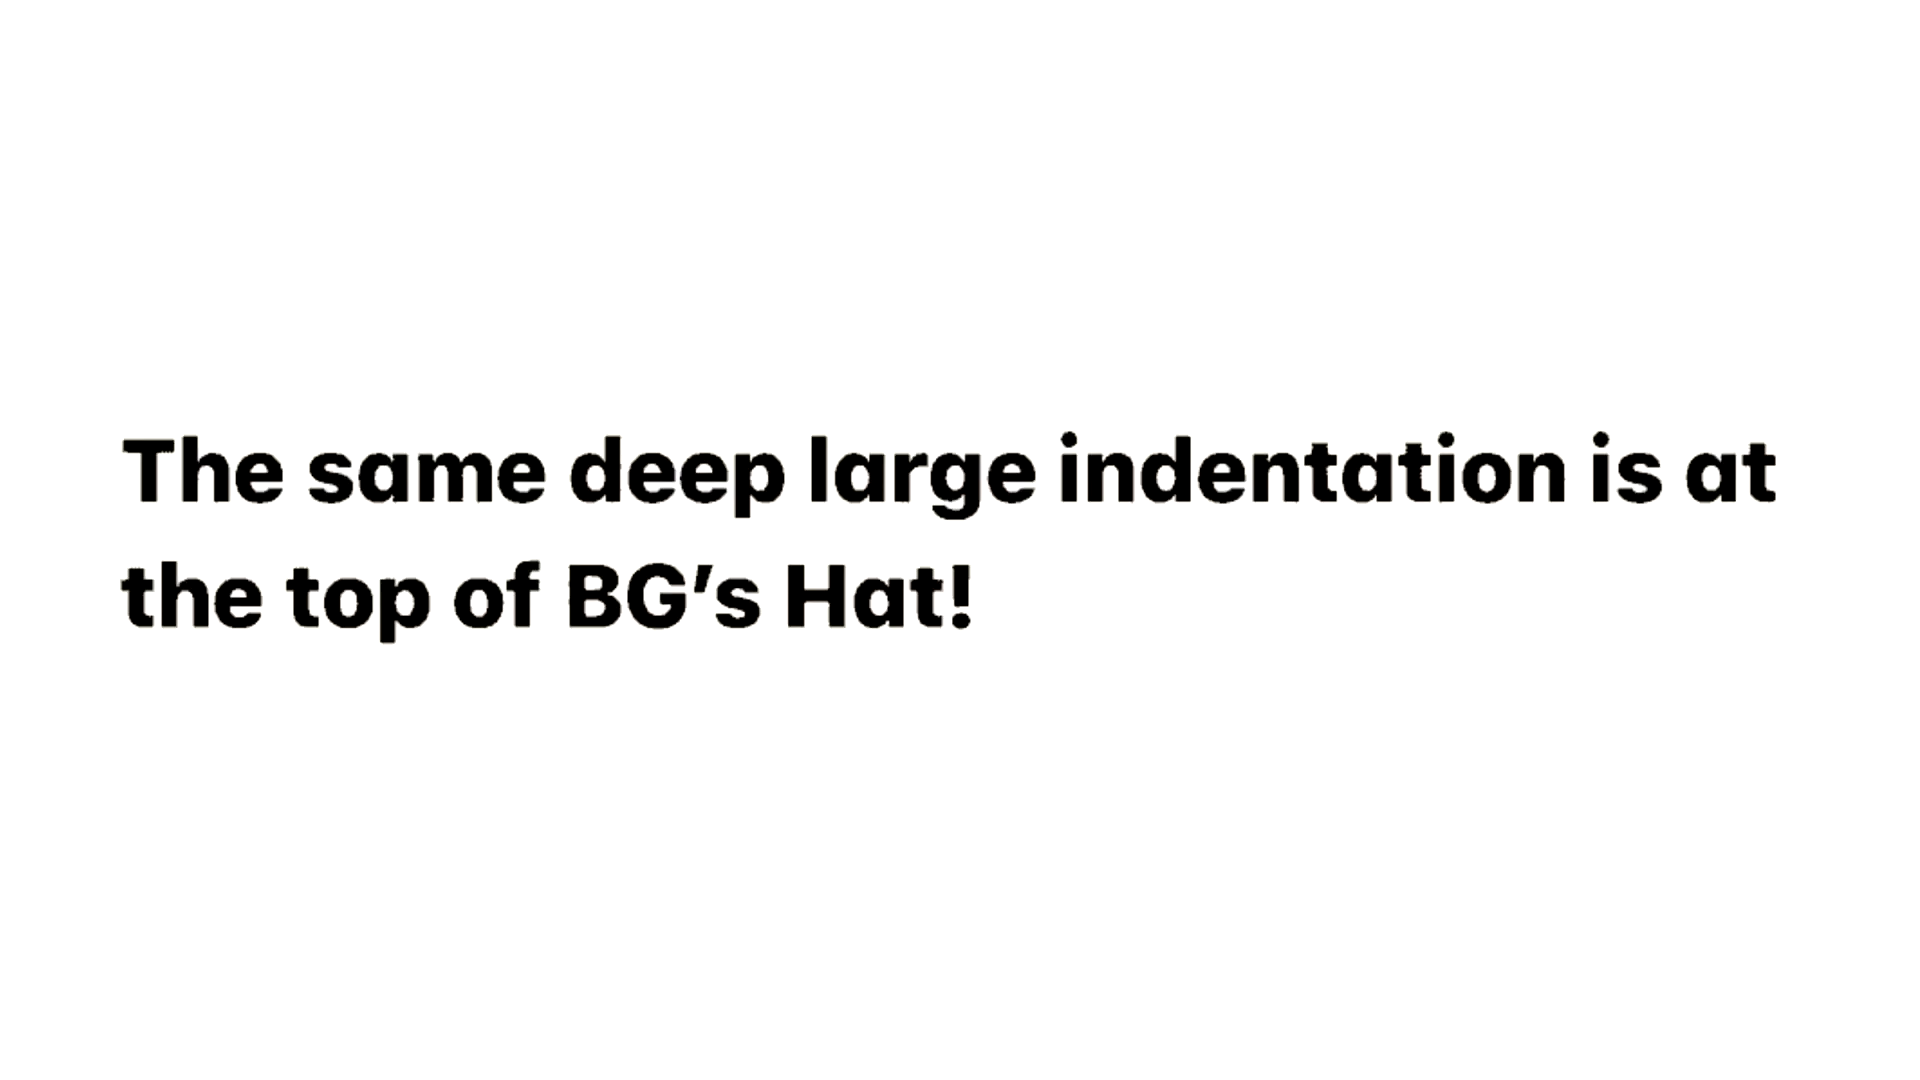 The same deep large indentation is at
the top of BG’s Hat!